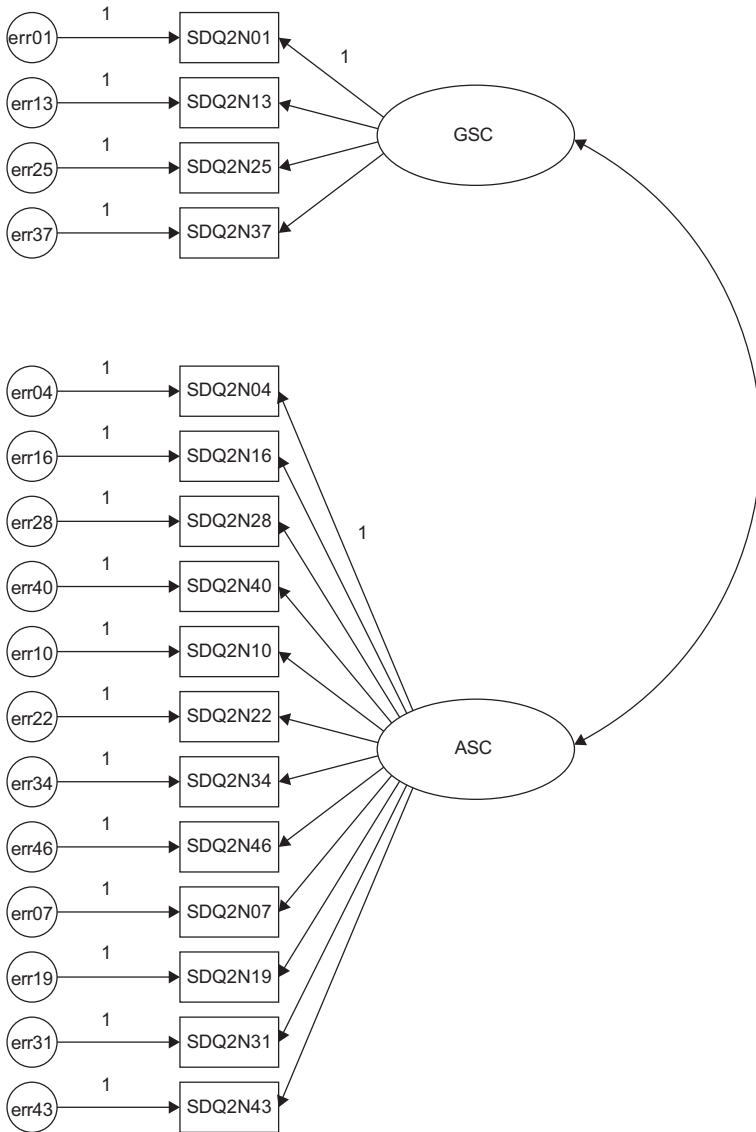 1
err01 SDQ2N01
1
1
err13 SDQ2N13
GSC
1
err25 SDQ2N25
1
err37 SDQ2N37
1
err04 SDQ2N04
1
err16 SDQ2N16
1
err28 SDQ2N28
1
1
err40 SDQ2N40
1
err10 SDQ2N10
1
err22 SDQ2N22
ASC
1
err34 SDQ2N34
1
err46 SDQ2N46
1
err07 SDQ2N07
1
err19 SDQ2N19
1
err31 SDQ2N31
1
err43 SDQ2N43